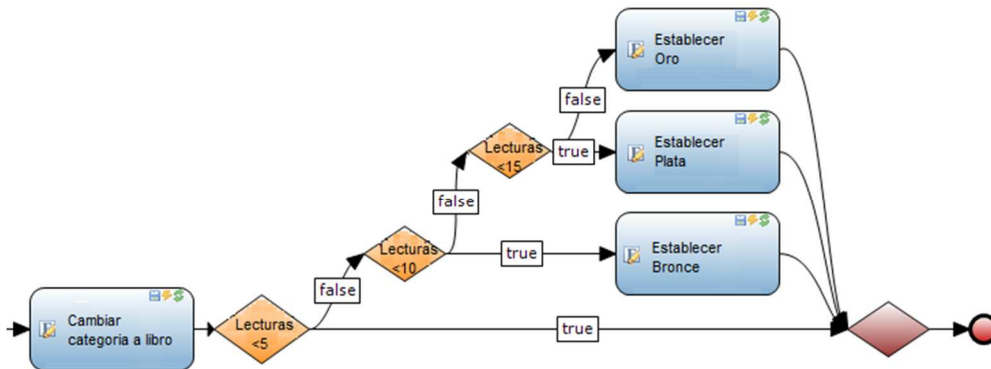 Establecer
Oro
false
Lecturas
<15
true
Establecer
Plata
false
Lecturas
<10
true
Establecer
Bronce
false
Cambiar
categoria a libro
Lecturas
<5
true